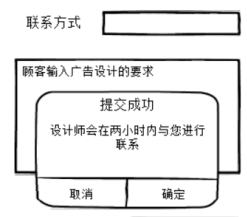 联系方式
顾客输入广告设计的要求
提交成功
设计师会在两小时内与您进行
联系
取消
确定